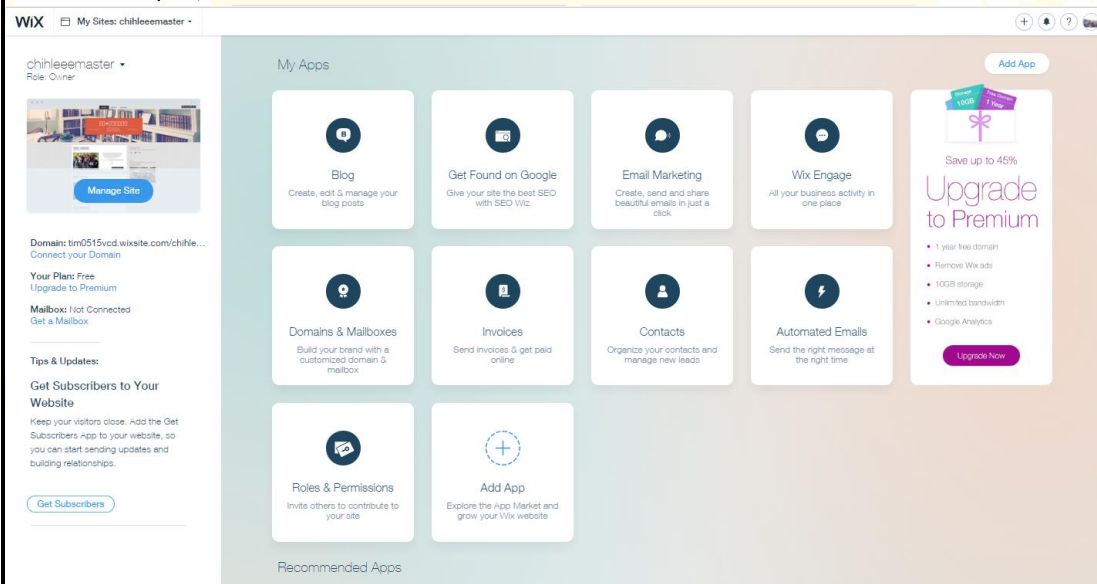 WiX My Sites: chihleeemaster
?
chihleeemaster
Role: Owner
Manage Site
Domain: tim0515vcd.wixsite.com/chihle...
Connect your Domain
Your Plan: Free
Upgrade to Premium
Mailbox: Not Connected
Get a Mailbox
Tips & Updates:
Get Subscribers to Your
Website
Keep your visitors close. Add the Get
Subscribers App to your website, so
you can start sending updates and
building relationships.
Get Subscribers
My Apps
Add App
Blog
Create, edit & manage your
blog posts
Get Found on Google
Give your site the best SEO
with SEO Wiz
Email Marketing
Create, send and share
beautiful emails in just a
click
Wix Engage
All your business activity in
one place
Domains & Mailboxes
Build your brand with a
customized domain &
mailbox
Invoices
Send invoices & get paid
online
Contacts
Organize your contacts and
manage new leads
Automated Emails
Send the right message at
the right time
Roles & Permissions
Invite others to contribute to
your site
Add App
Explore the App Market and
grow your Wix website
Storage
10GB
Free Domain
1 Year
Save up to 45%
Upgrade
to Premium
• 1 year free domain
• Remove Wix ads
• 10GB storage
• Unlimited bandwidth
• Google Analytics
Upgrade Now
Recommended Apps